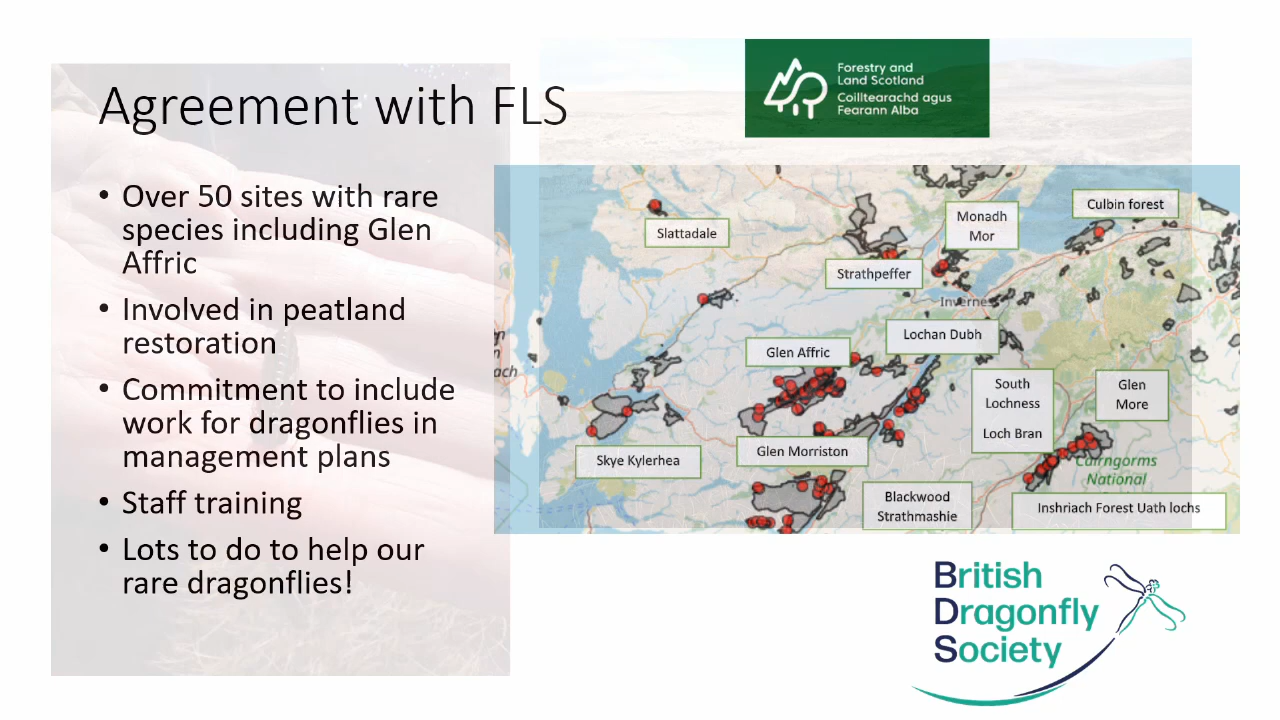 Agreement with FLS
• Over 50 sites with rare
species including Glen
Affric
• Involved in peatland
restoration
• Commitment to include
work for dragonflies in
management plans
• Staff training
• Lots to do to help our
rare dragonflies!
Forestry and
Land Scotland
Coilltearachd agus
Fearann Alba
Slattadale
Monadh
Mor
Culbin forest
Strathpeffer
Inverness
Lochan Dubh
Glen Affric
South
Lochness
Loch Bran
Glen
More
Skye Kylerhea
Glen Morriston
Cairngorms
National
Blackwood
Strathmashie
Inshriach Forest Uath lochs
British
Dragonfly
Society